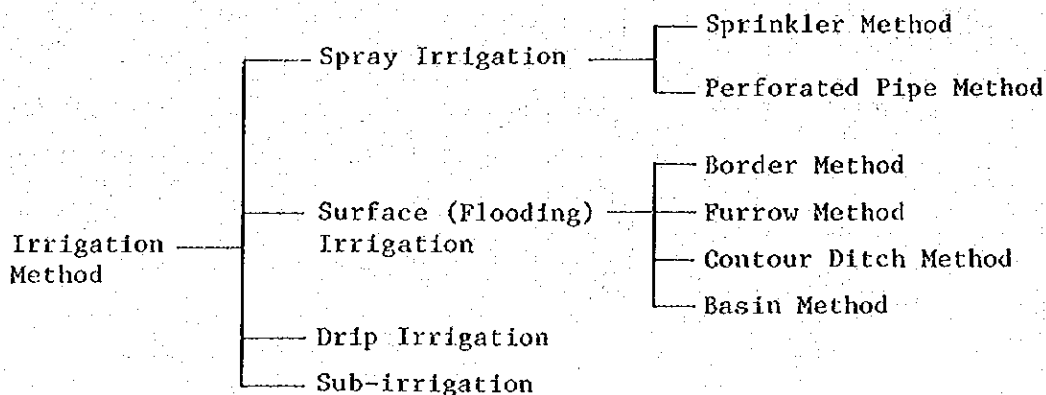 Irrigation Method
Spray Irrigation
Sprinkler Method
Perforated Pipe Method
Surface (Flooding) Irrigation
Border Method
Furrow Method
Contour Ditch Method
Basin Method
Drip Irrigation
Sub-irrigation